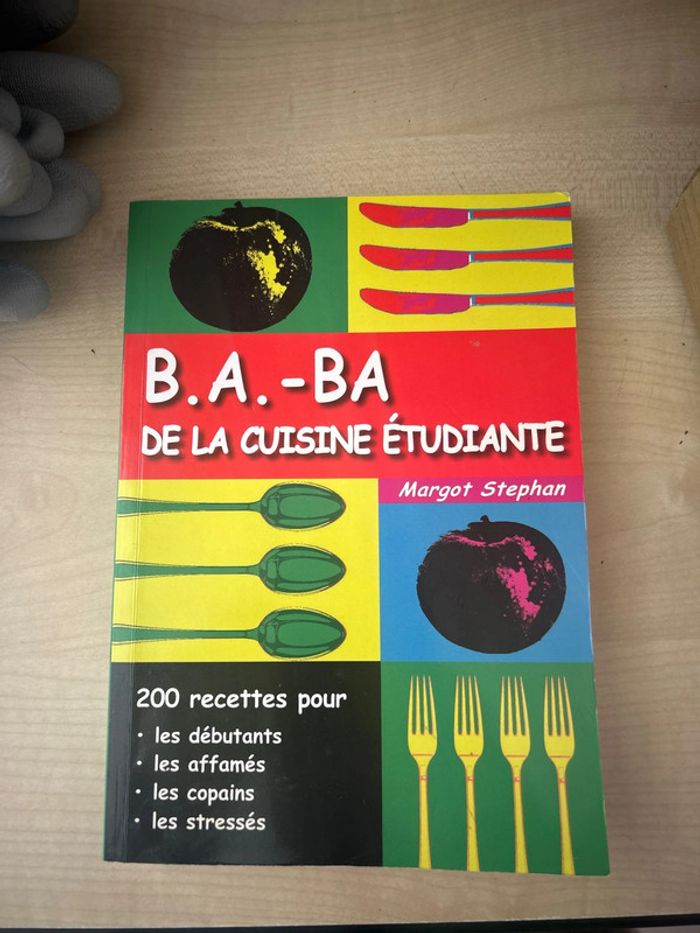 B.A.-BA
DE LA CUISINE ÉTUDIANTE
Margot Stephan
200 recettes pour
• les débutants
• les affamés
• les copains
• les stressés